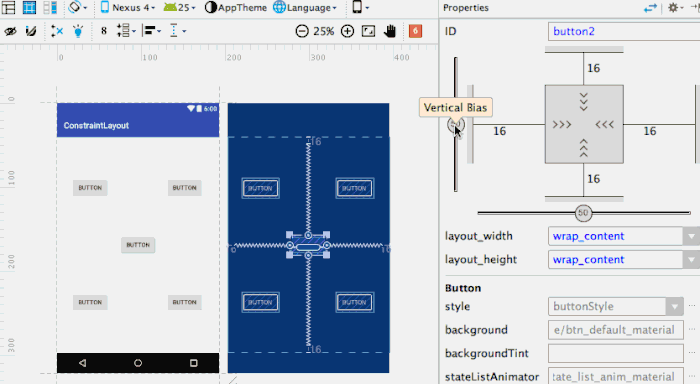 Nexus 4
25
AppTheme
Language
Properties
8
25%
6
ID
button2
0
100
200
0
100
200
300
6:00
ConstraintLayout
BUTTON
BUTTON
BUTTON
BUTTON
BUTTON
16
BUTTON
BUTTON
16
BUTTON
BUTTON
16
Vertical Bias
16
16
16
16
50
layout_width
wrap_content
layout_height
wrap_content
Button
style
buttonStyle
background
e/btn_default_material
backgroundTint
stateListAnimator
tate_list_anim_material